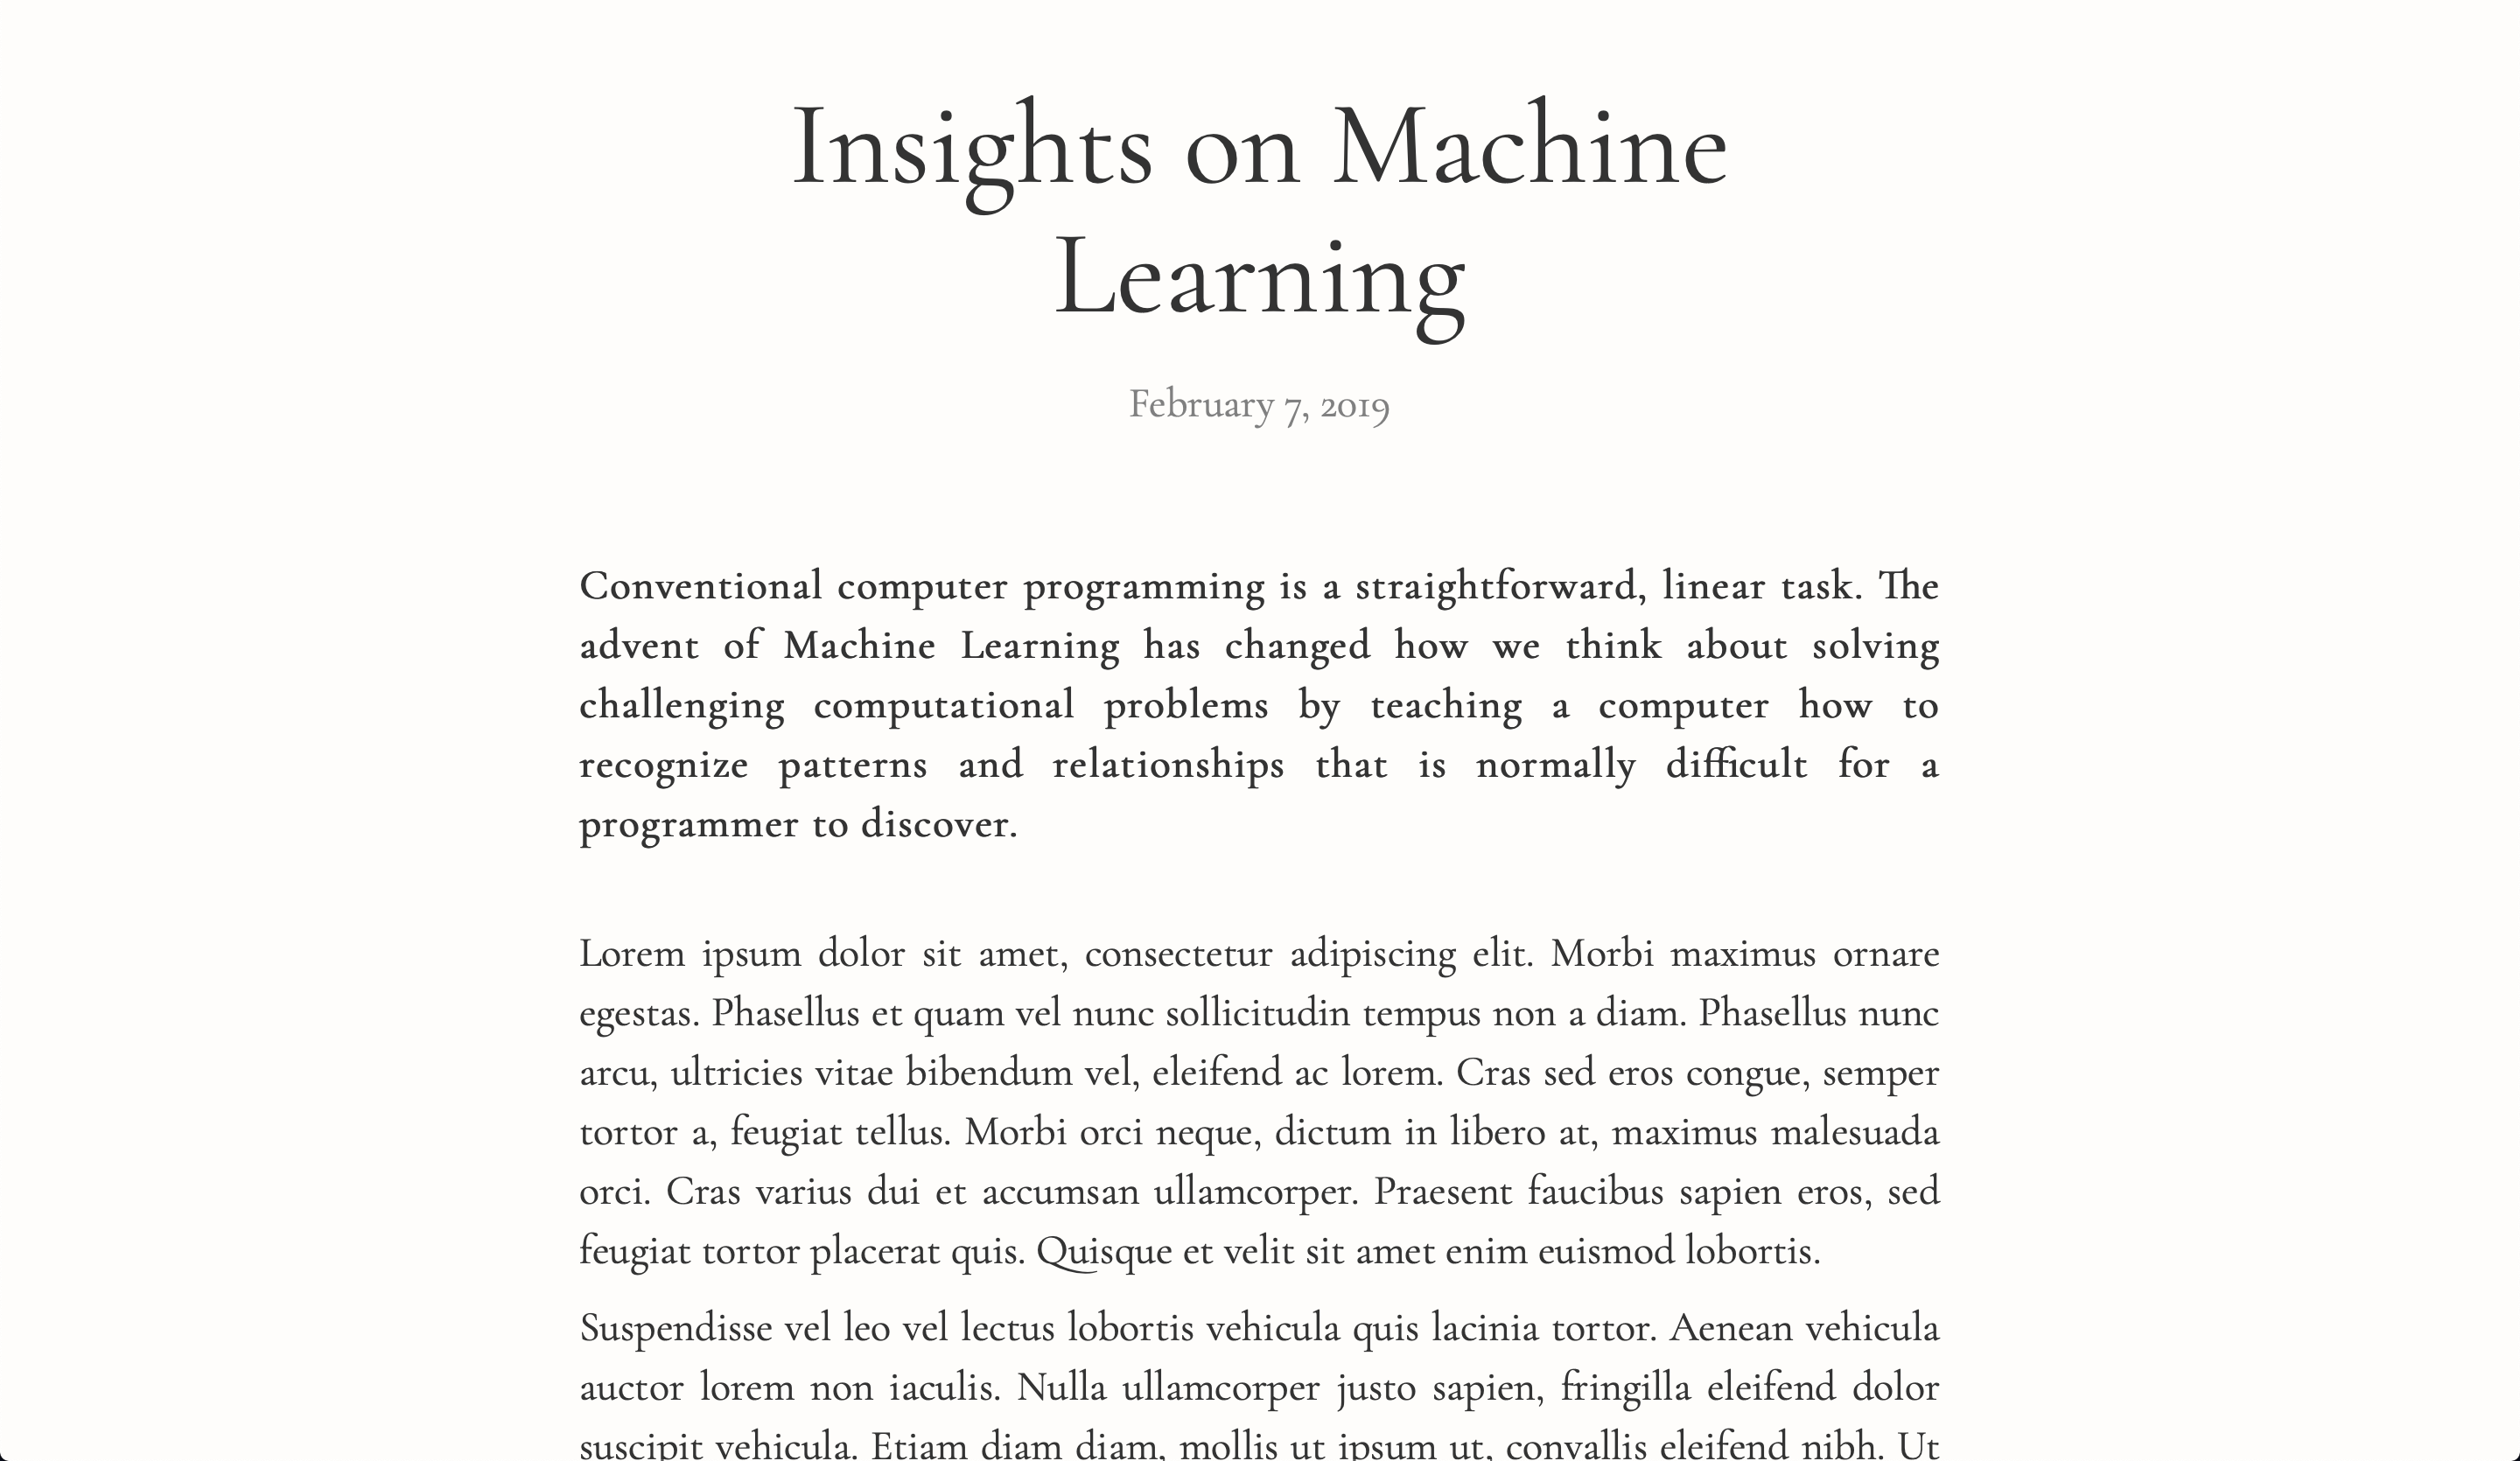 Insights on Machine
Learning
February 7, 2019
Conventional computer programming is a straightforward, linear task. The
advent of Machine Learning has changed how we think about solving
challenging computational problems by teaching a computer how to
recognize patterns and relationships that is normally difficult for a
programmer to discover.
Lorem ipsum dolor sit amet, consectetur adipiscing elit. Morbi maximus ornare
egestas. Phasellus et quam vel nunc sollicitudin tempus non a diam. Phasellus nunc
arcu, ultricies vitae bibendum vel, eleifend ac lorem. Cras sed eros congue, semper
tortor a, feugiat tellus. Morbi orci neque, dictum in libero at, maximus malesuada
orci. Cras varius dui et accumsan ullamcorper. Praesent faucibus sapien eros, sed
feugiat tortor placerat quis. Quisque et velit sit amet enim euismod lobortis.
Suspendisse vel leo vel lectus lobortis vehicula quis lacinia tortor. Aenean vehicula
auctor lorem non iaculis. Nulla ullamcorper justo sapien, fringilla eleifend dolor
suscipit vehicula. Etiam diam diam, mollis ut ipsum ut, convallis eleifend nibh. Ut